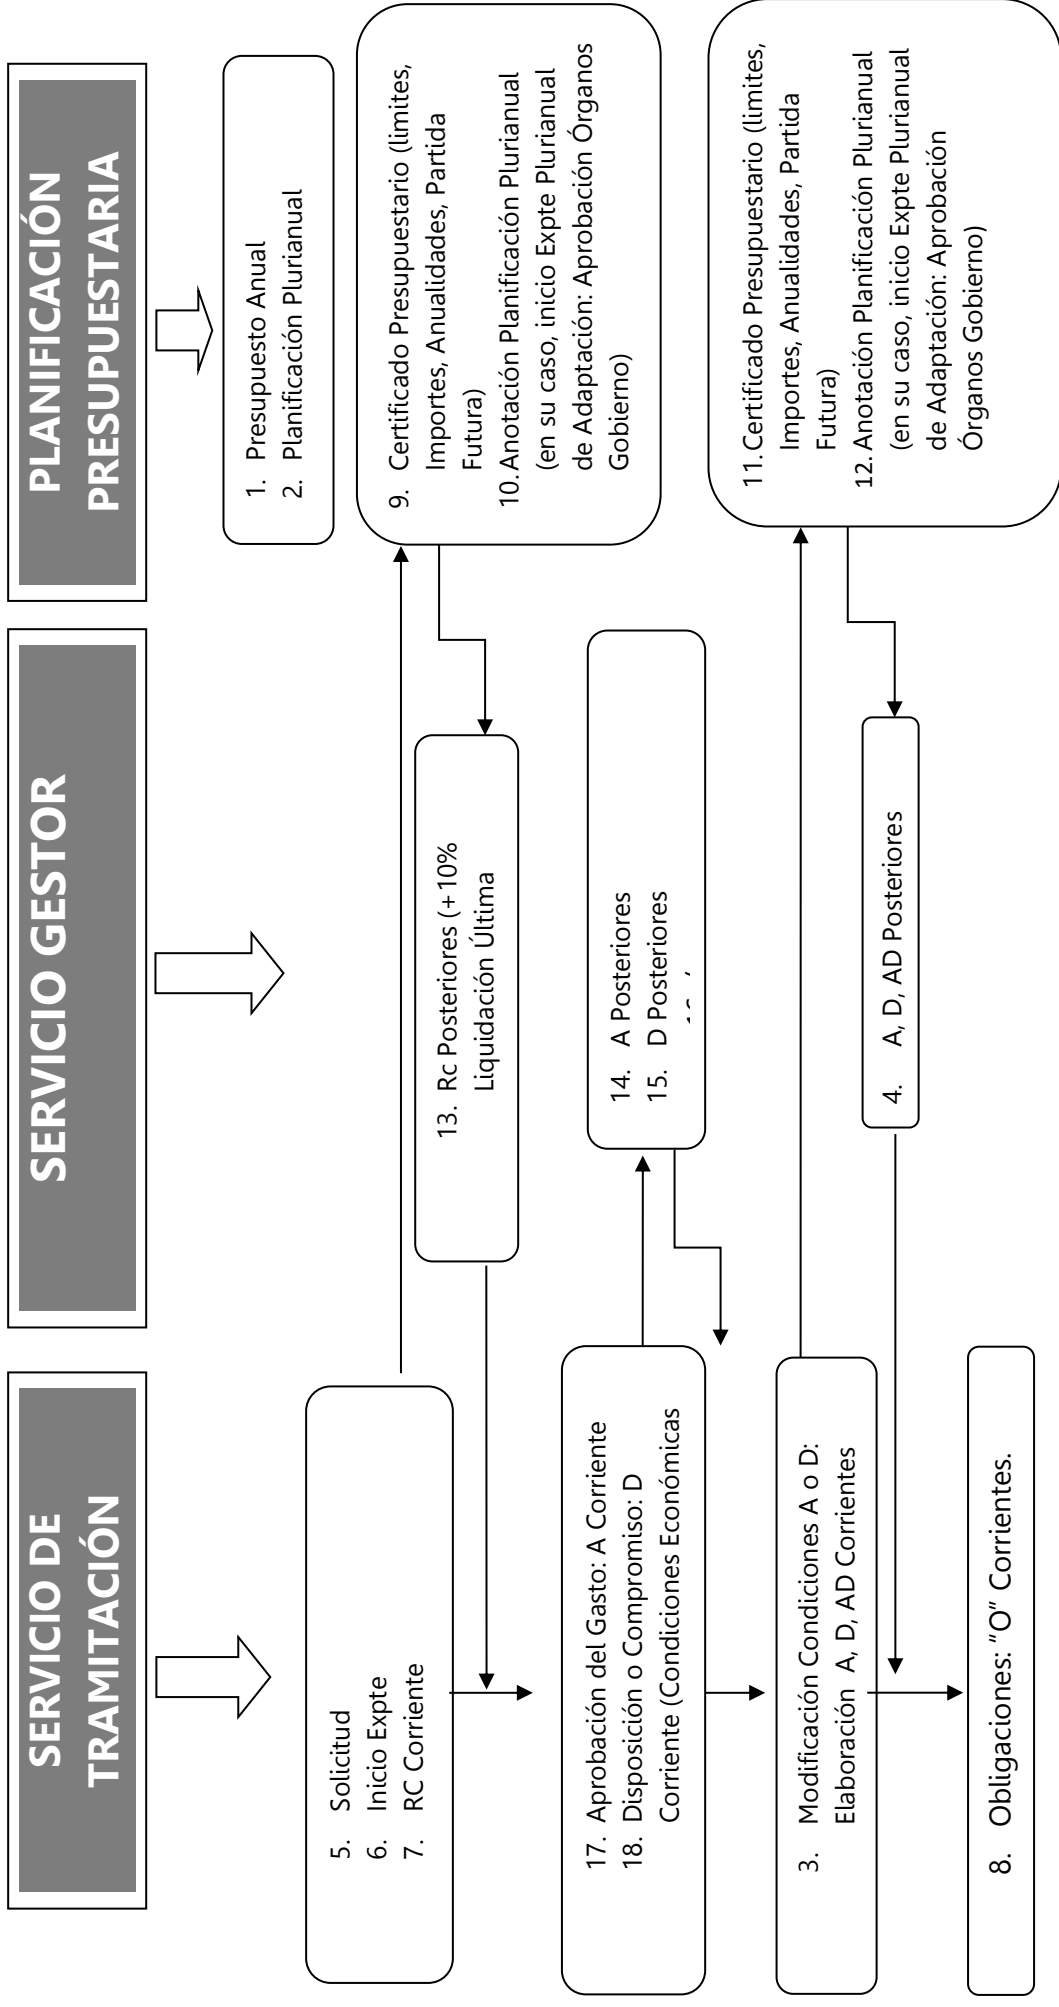 SERVICIO DE
TRAMITACIÓN
SERVICIO GESTOR
PLANIFICACIÓN
PRESUPUESTARIA
1. Presupuesto Anual
2. Planificación Plurianual
5. Solicitud
6. Inicio Expte
7. RC Corriente
9. Certificado Presupuestario (limites,
Importes, Anualidades, Partida
Futura)
10. Anotación Planificación Plurianual
(en su caso, inicio Expte Plurianual
de Adaptación: Aprobación Órganos
Gobierno)
13. Rc Posteriores (+10%
Liquidación Última
17. Aprobación del Gasto: A Corriente
18. Disposición o Compromiso: D
Corriente (Condiciones Económicas
14. A Posteriores
15. D Posteriores
3. Modificación Condiciones A o D:
Elaboración A, D, AD Corrientes
11. Certificado Presupuestario (limites,
Importes, Anualidades, Partida
Futura)
12. Anotación Planificación Plurianual
(en su caso, inicio Expte Plurianual
de Adaptación: Aprobación
Órganos Gobierno)
4. A, D, AD Posteriores
8. Obligaciones: “O” Corrientes.